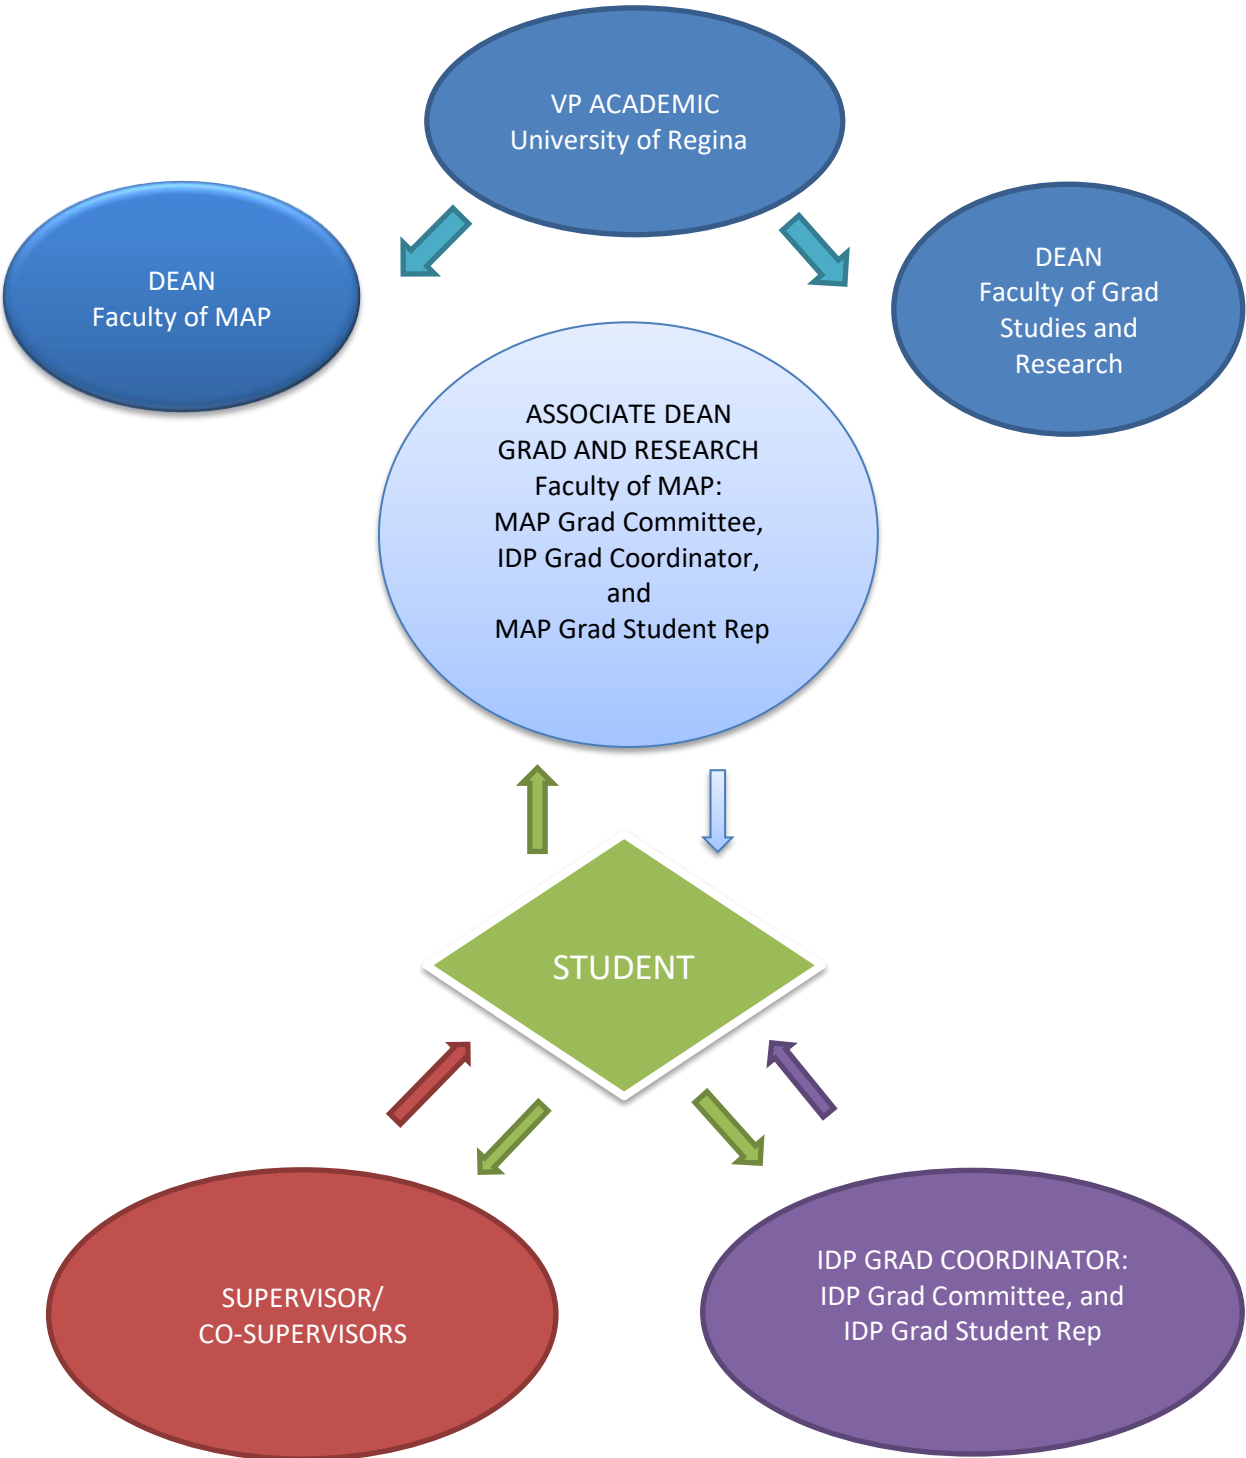 VP ACADEMIC
University of Regina
DEAN
Faculty of MAP
DEAN
Faculty of Grad
Studies and
Research
ASSOCIATE DEAN
GRAD AND RESEARCH
Faculty of MAP:
MAP Grad Committee,
IDP Grad Coordinator,
and
MAP Grad Student Rep
STUDENT
SUPERVISOR/
CO-SUPERVISORS
IDP GRAD COORDINATOR:
IDP Grad Committee, and
IDP Grad Student Rep